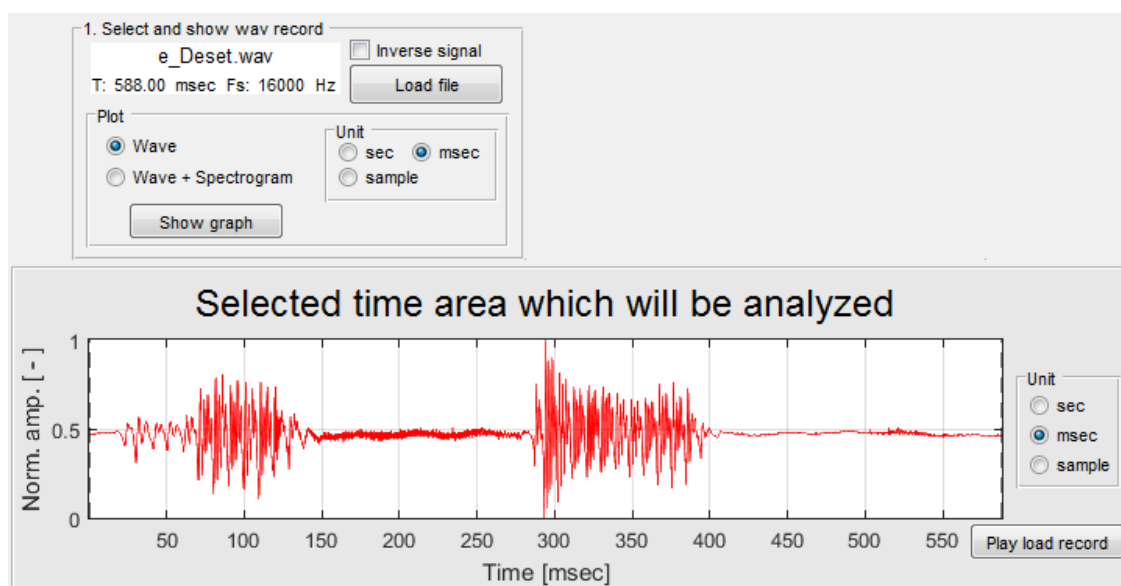 1. Select and show wav record
e_Deset.wav
T: 588.00 msec Fs: 16000 Hz
Inverse signal
Load file
Plot
Wave
Wave + Spectrogram
Unit
sec
msec
sample
Show graph
Selected time area which will be analyzed
Norm. amp. [ - ]
1
0.5
0
50 100 150 200 250 300 350 400 450 500 550
Time [msec]
Unit
sec
msec
sample
Play load record